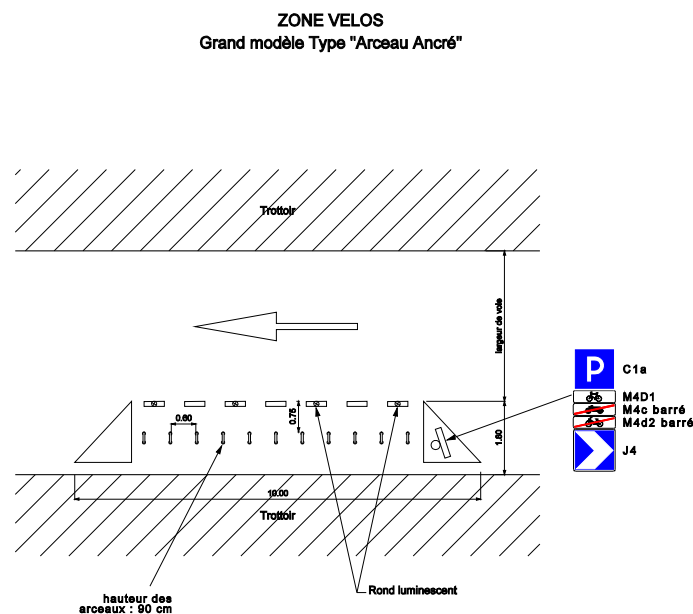 ZONE VELOS
Grand modèle Type "Arceau Ancré"
Trottoir
largeur de voie
P
C1a
M4D1
M4c barré
M4d2 barré
J4
0.60
0.75
1.80
10.00
Trottoir
hauteur des
arceaux : 90 cm
Rond luminescent